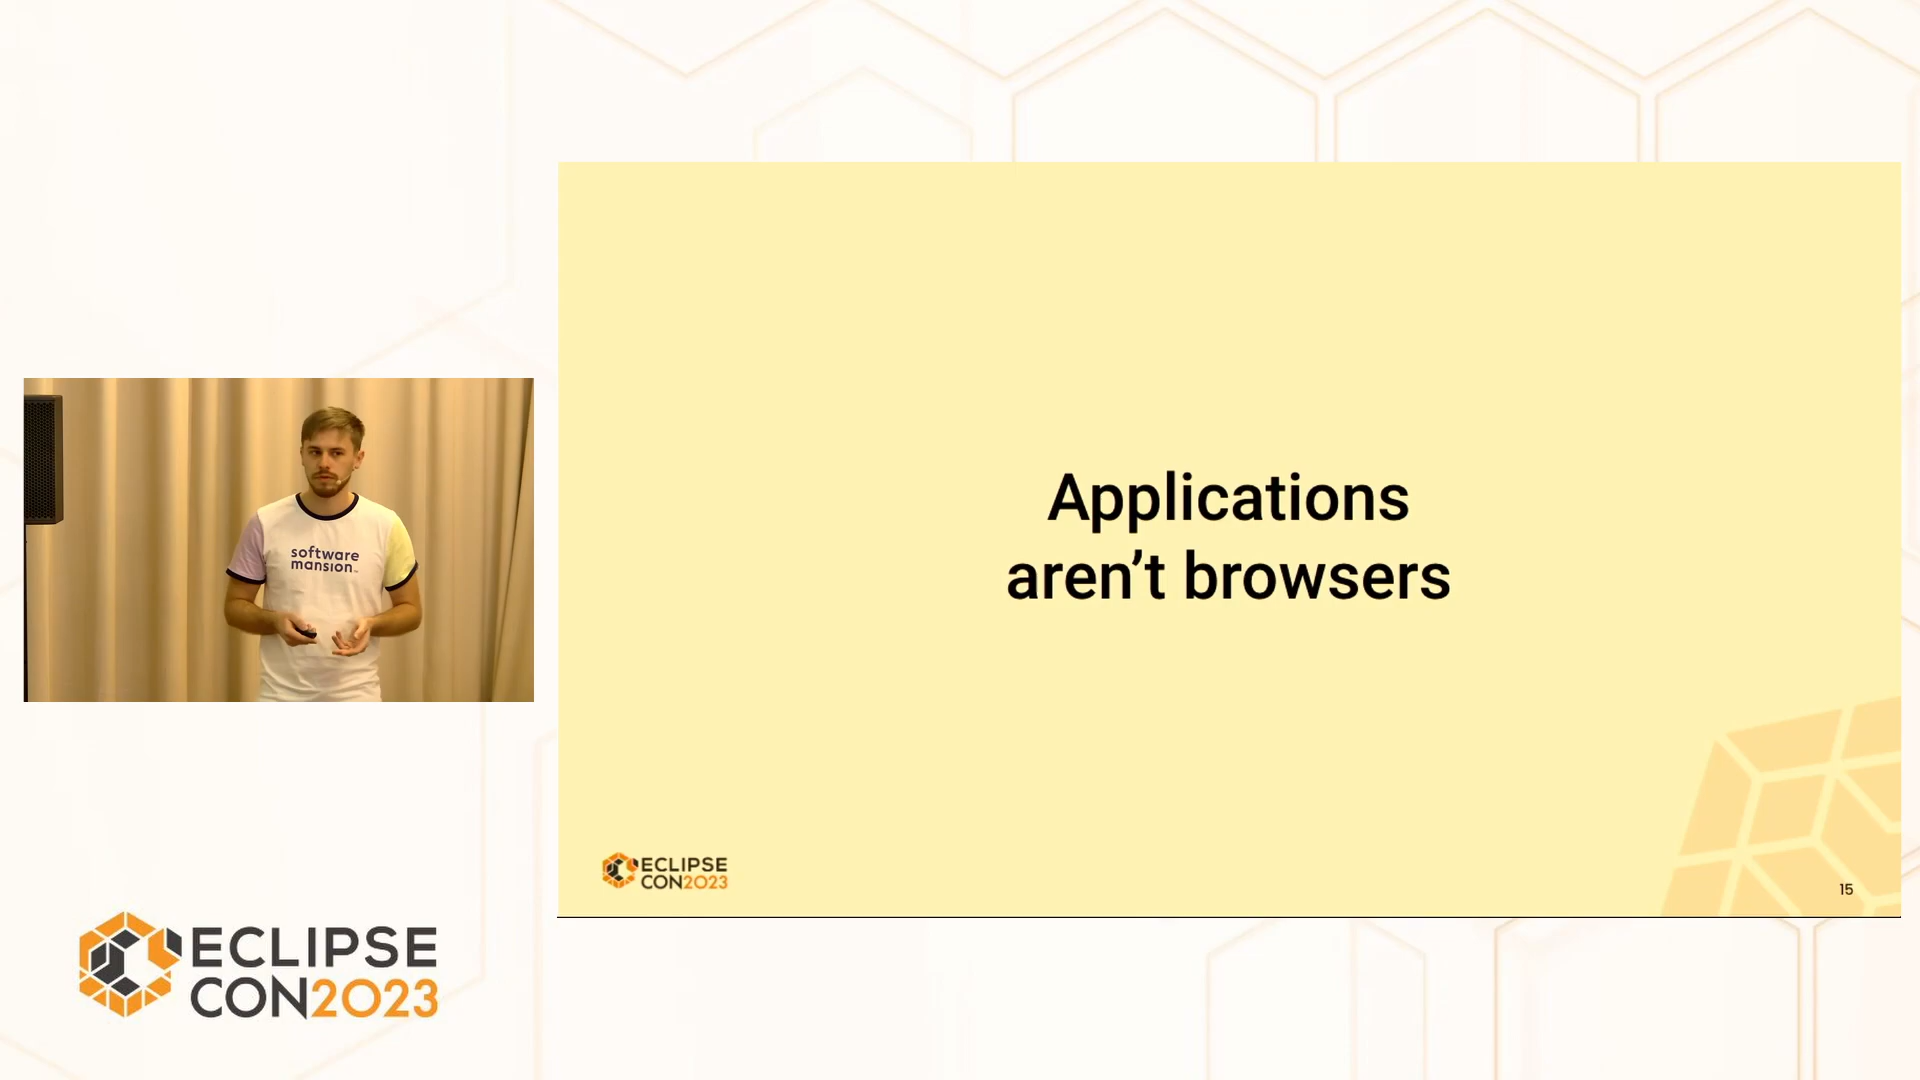 software
mansion
Applications
aren’t browsers
ECLIPSE
CON2023
15
ECLIPSE
CON2023